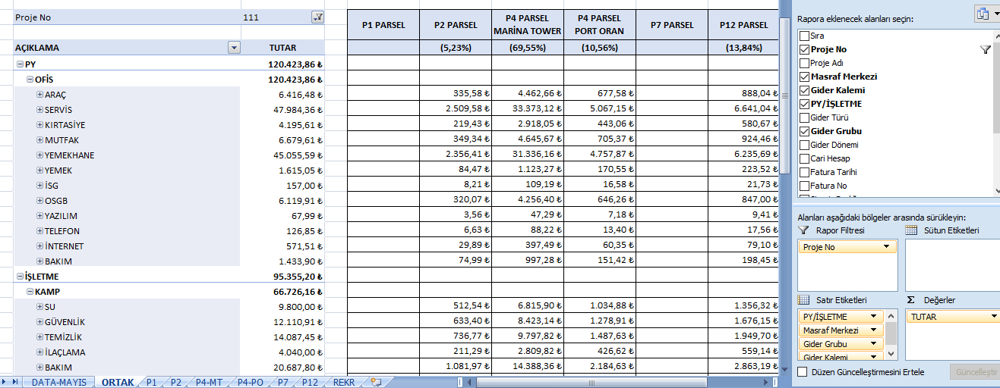 Proje No 111
P1 PARSEL P2 PARSEL P4 PARSEL MARİNA TOWER P4 PARSEL PORT ORAN P7 PARSEL P12 PARSEL
AÇIKLAMA TUTAR (5,23%) (69,55%) (10,56%) (13,84%)
PY 120.423,86 ₺
OFİS 120.423,86 ₺
ARAÇ 6.416,48 ₺ 335,58 ₺ 4.462,66 ₺ 677,58 ₺ 888,04 ₺
SERVİS 47.984,36 ₺ 2.509,58 ₺ 33.373,12 ₺ 5.067,15 ₺ 6.641,04 ₺
KIRTASİYE 4.195,61 ₺ 219,43 ₺ 2.918,05 ₺ 443,06 ₺ 580,67 ₺
MUTFAK 6.679,61 ₺ 349,34 ₺ 4.645,67 ₺ 705,37 ₺ 924,46 ₺
YEMEKHANE 45.055,59 ₺ 2.356,41 ₺ 31.336,16 ₺ 4.757,87 ₺ 6.235,69 ₺
YEMEK 1.615,05 ₺ 84,47 ₺ 1.123,27 ₺ 170,55 ₺ 223,52 ₺
İSG 157,00 ₺ 8,21 ₺ 109,19 ₺ 16,58 ₺ 21,73 ₺
OSGB 6.119,91 ₺ 320,07 ₺ 4.256,40 ₺ 646,26 ₺ 847,00 ₺
YAZILIM 67,99 ₺ 3,56 ₺ 47,29 ₺ 7,18 ₺ 9,41 ₺
TELEFON 126,85 ₺ 6,63 ₺ 88,22 ₺ 13,40 ₺ 17,56 ₺
İNTERNET 571,51 ₺ 29,89 ₺ 397,49 ₺ 60,35 ₺ 79,10 ₺
BAKIM 1.433,90 ₺ 74,99 ₺ 997,28 ₺ 151,42 ₺ 198,45 ₺
İŞLETME 95.355,20 ₺
KAMP 66.726,16 ₺
SU 9.800,00 ₺ 512,54 ₺ 6.815,90 ₺ 1.034,88 ₺ 1.356,32 ₺
GÜVENLİK 12.110,91 ₺ 633,40 ₺ 8.423,14 ₺ 1.278,91 ₺ 1.676,15 ₺
TEMİZLİK 14.087,45 ₺ 736,77 ₺ 9.797,82 ₺ 1.487,63 ₺ 1.949,70 ₺
İLAÇLAMA 4.040,00 ₺ 211,29 ₺ 2.809,82 ₺ 426,62 ₺ 559,14 ₺
BAKIM 20.687,80 ₺ 1.081,97 ₺ 14.388,36 ₺ 2.184,63 ₺ 2.863,19 ₺
DATA-MAYIS ORTAK P1 P2 P4-MT P4-PO P7 P12 REKR
Rapora eklenecek alanları seçin:
Sıra
Proje No
Proje Adı
Masraf Merkezi
Gider Kalemi
PY/İŞLETME
Gider Türü
Gider Grubu
Gider Dönemi
Cari Hesap
Fatura Tarihi
Fatura No
Alanları aşağıdaki bölgeler arasında sürükleyin:
Rapor Filtresi Sütun Etiketleri
Proje No
Satır Etiketleri Σ Değerler
PY/İŞLETME TUTAR
Masraf Merkezi
Gider Grubu
Gider Kalemi
Düzen Güncelleştirmesini Ertele Güncelleştir